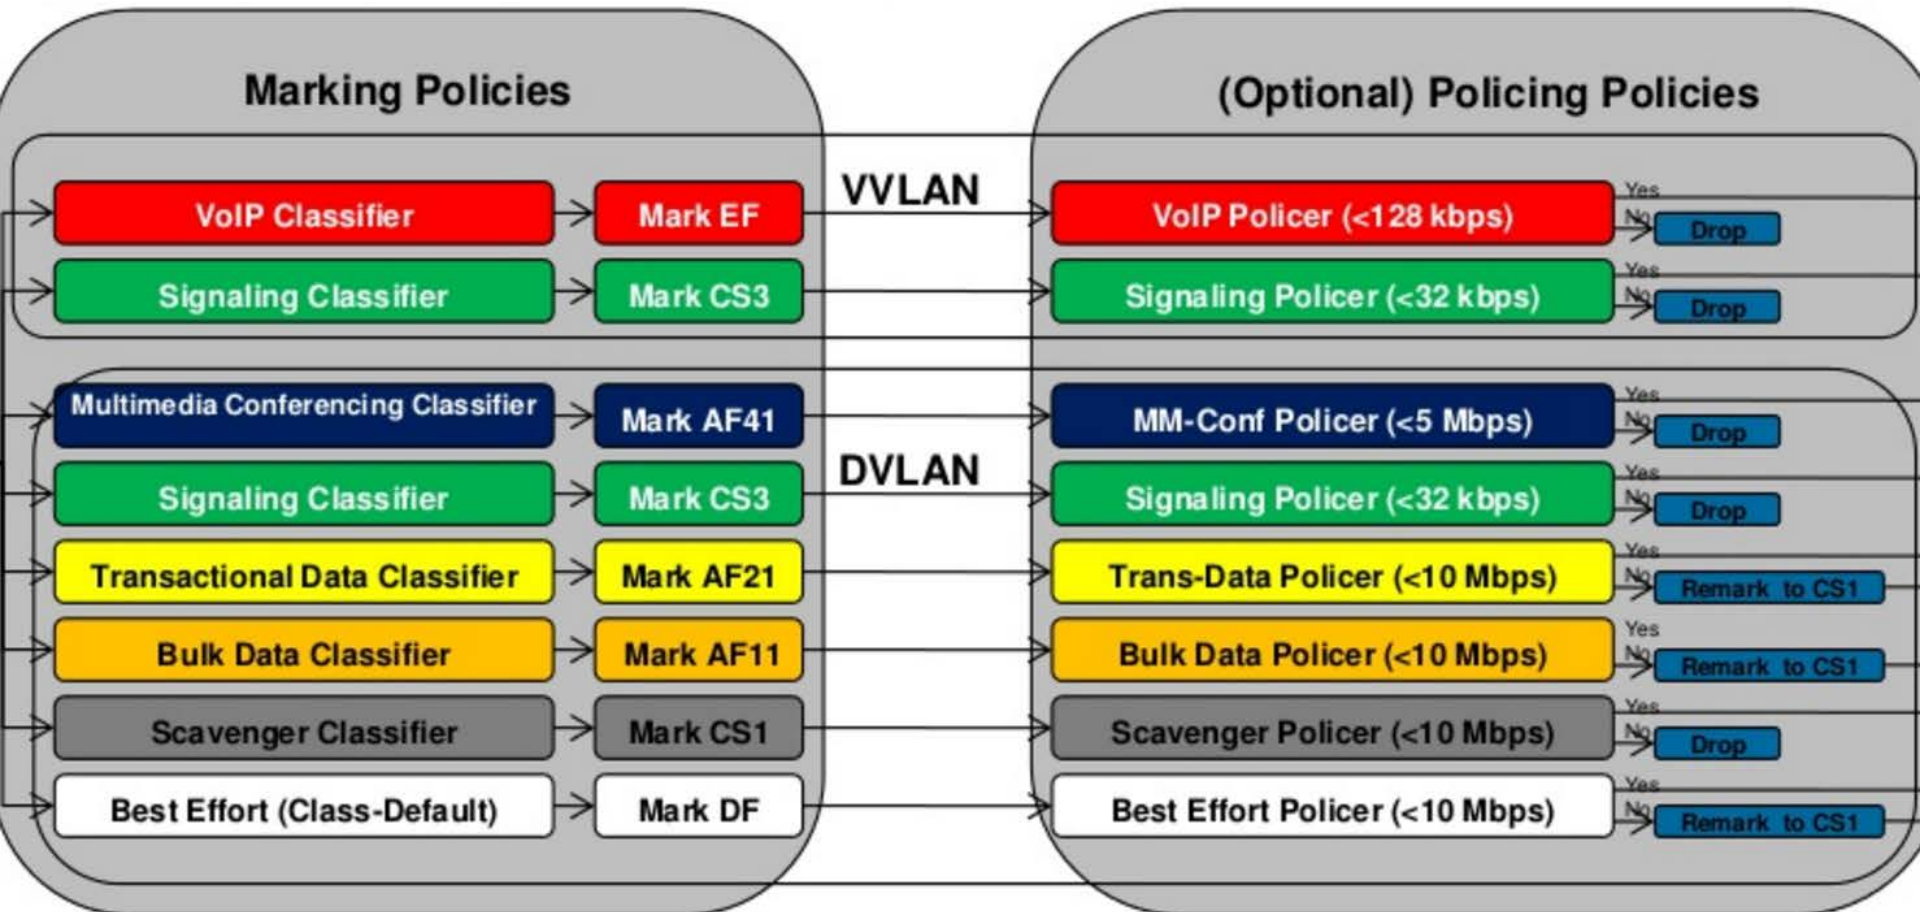 Marking Policies
(Optional) Policing Policies
VVLAN
VoIP Classifier
Mark EF
VoIP Policer (<128 kbps)
Yes
No
Drop
Signaling Classifier
Mark CS3
Signaling Policer (<32 kbps)
Yes
No
Drop
Multimedia Conferencing Classifier
Mark AF41
MM-Conf Policer (<5 Mbps)
Yes
No
Drop
DVLAN
Signaling Classifier
Mark CS3
Signaling Policer (<32 kbps)
Yes
No
Drop
Transactional Data Classifier
Mark AF21
Trans-Data Policer (<10 Mbps)
Yes
No
Remark to CS1
Bulk Data Classifier
Mark AF11
Bulk Data Policer (<10 Mbps)
Yes
No
Remark to CS1
Scavenger Classifier
Mark CS1
Scavenger Policer (<10 Mbps)
Yes
No
Drop
Best Effort (Class-Default)
Mark DF
Best Effort Policer (<10 Mbps)
Yes
No
Remark to CS1